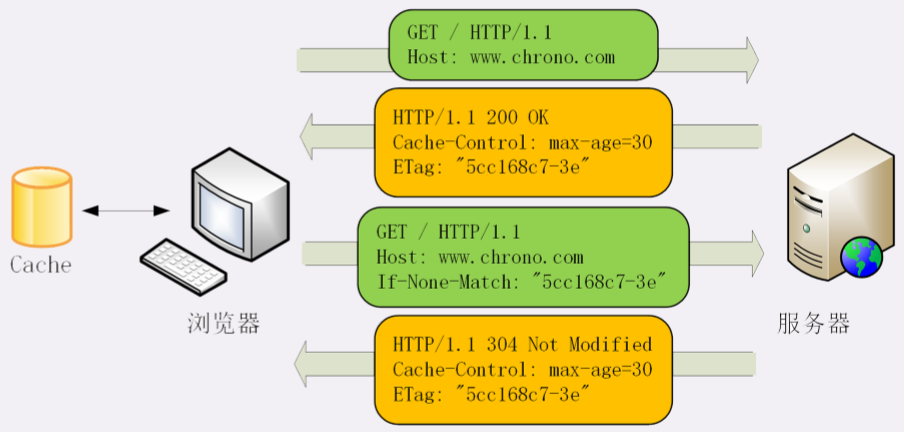 GET / HTTP/1.1
Host: www.chrono.com
HTTP/1.1 200 OK
Cache-Control: max-age=30
ETag: "5cc168c7-3e"
GET / HTTP/1.1
Host: www.chrono.com
If-None-Match: "5cc168c7-3e"
HTTP/1.1 304 Not Modified
Cache-Control: max-age=30
ETag: "5cc168c7-3e"
Cache
浏览器
服务器